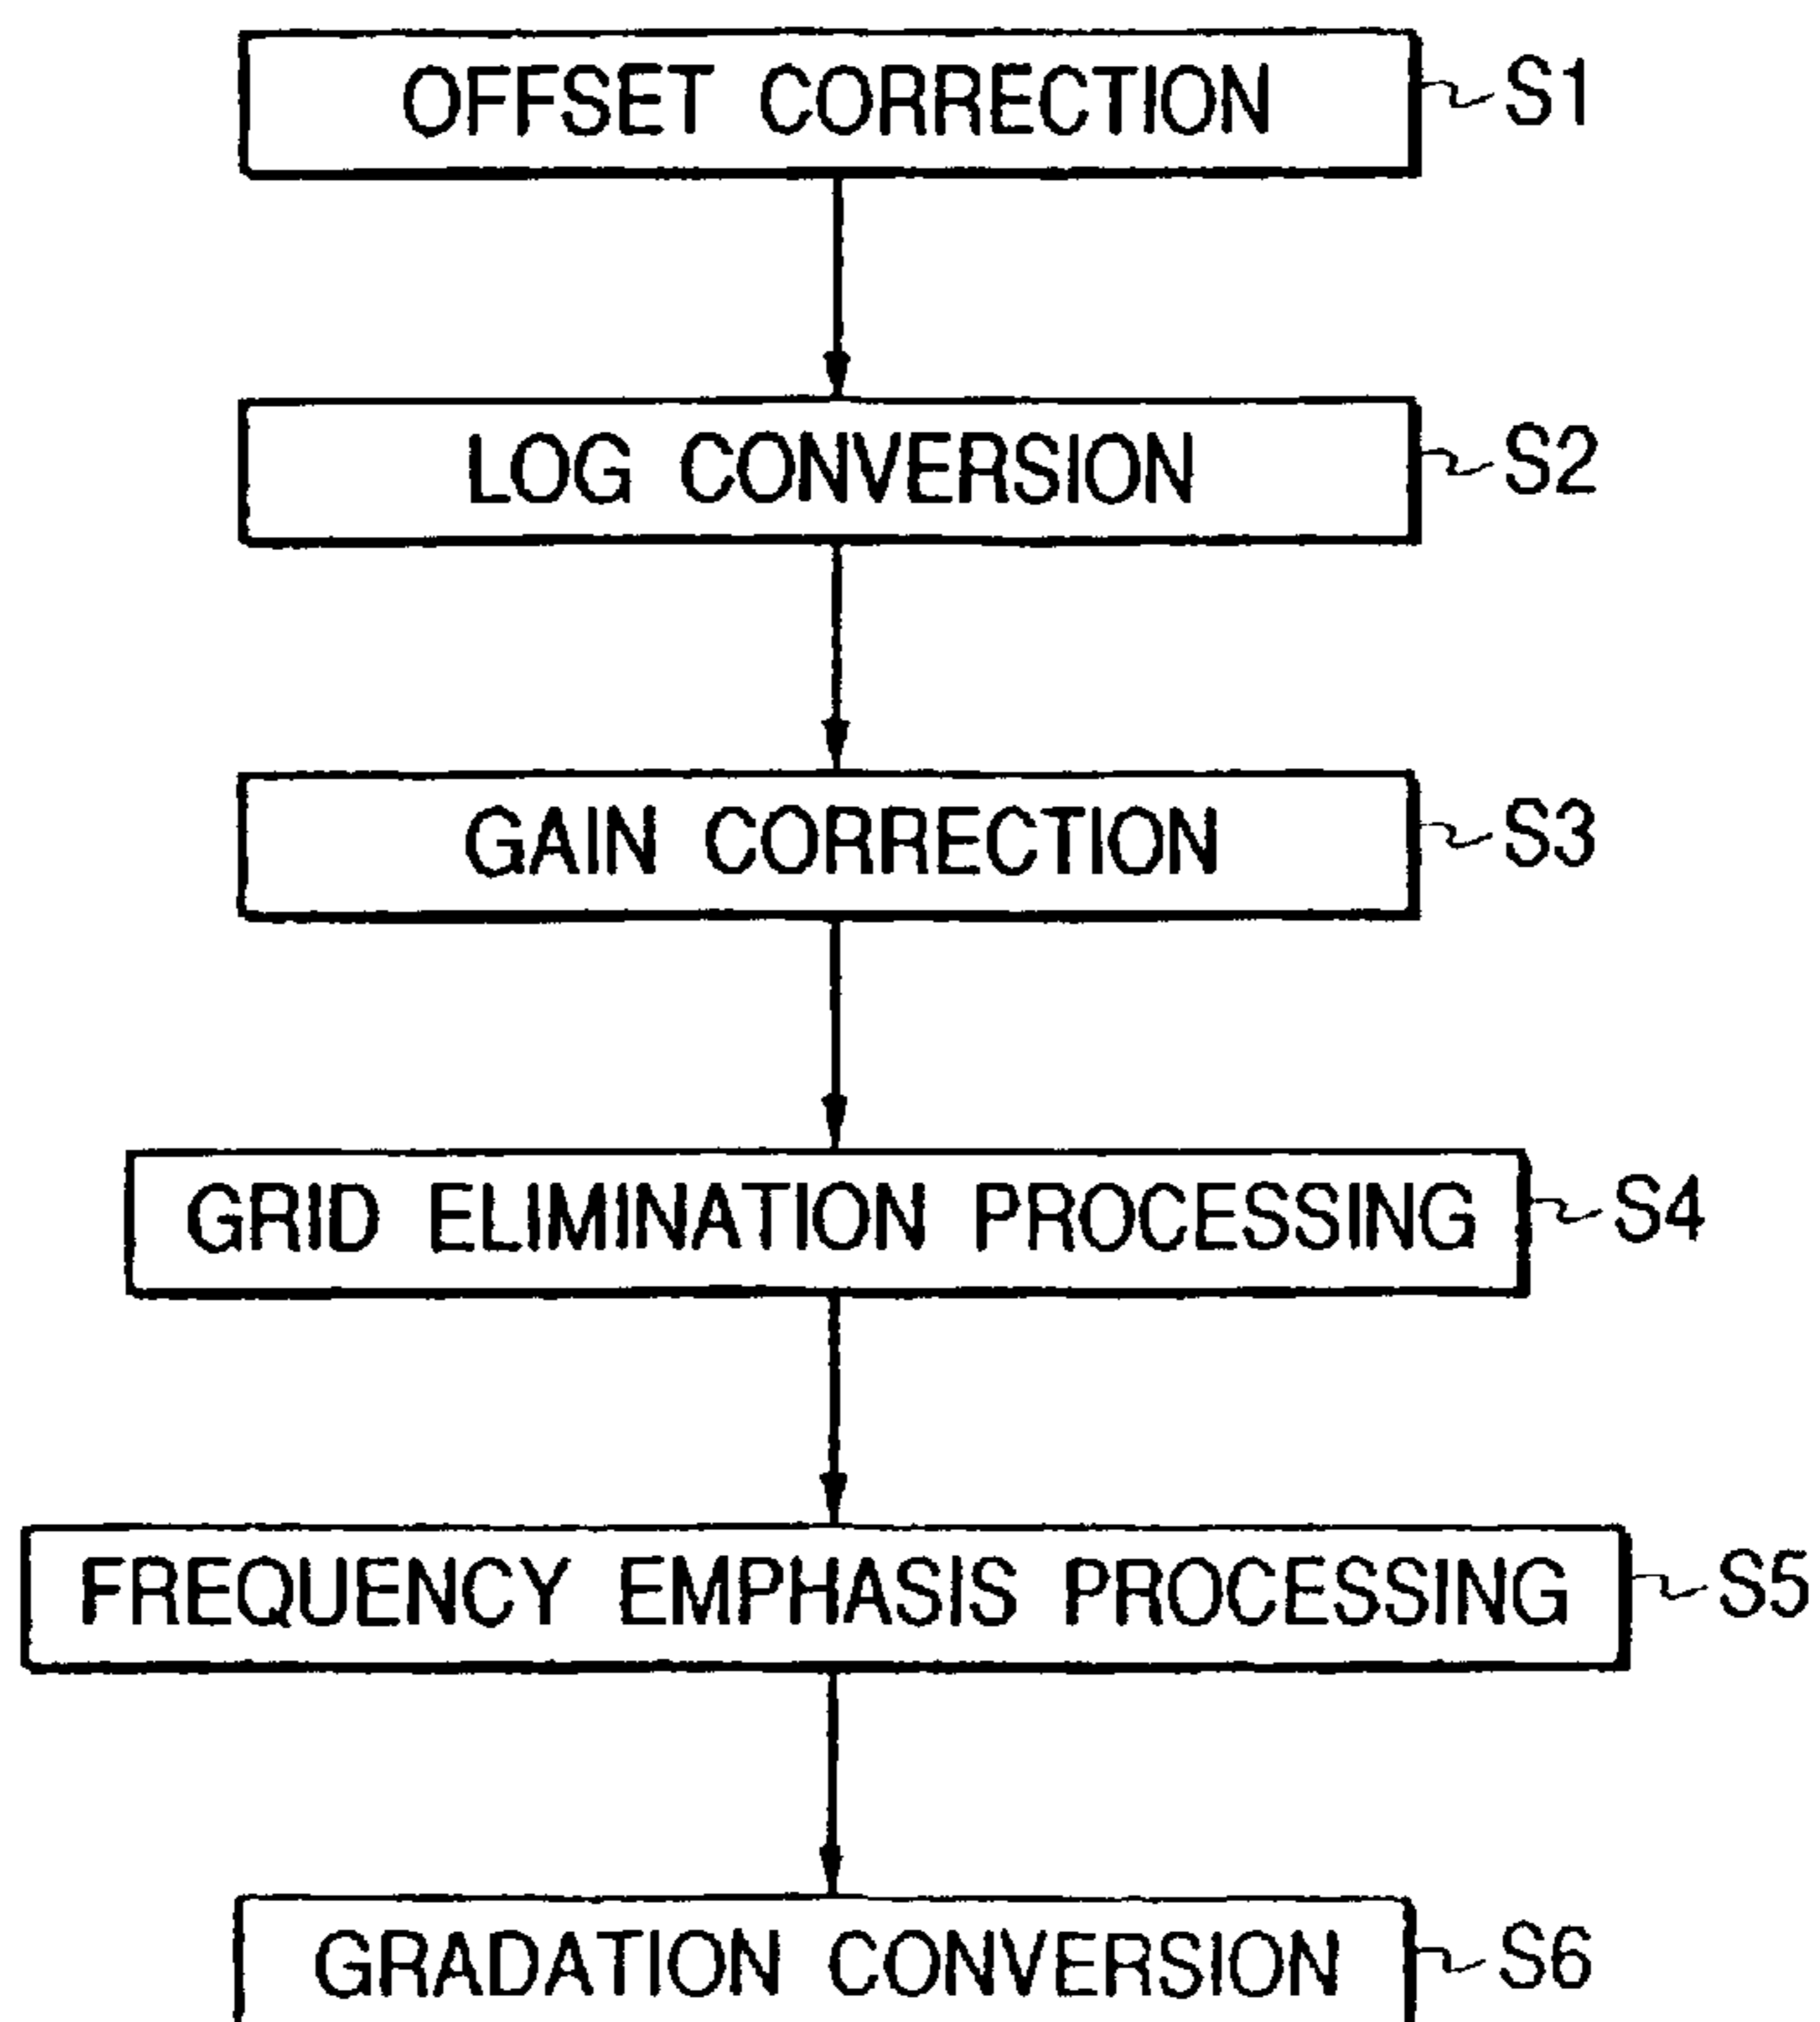 OFFSET CORRECTION S1
LOG CONVERSION S2
GAIN CORRECTION S3
GRID ELIMINATION PROCESSING S4
FREQUENCY EMPHASIS PROCESSING S5
GRADATION CONVERSION S6